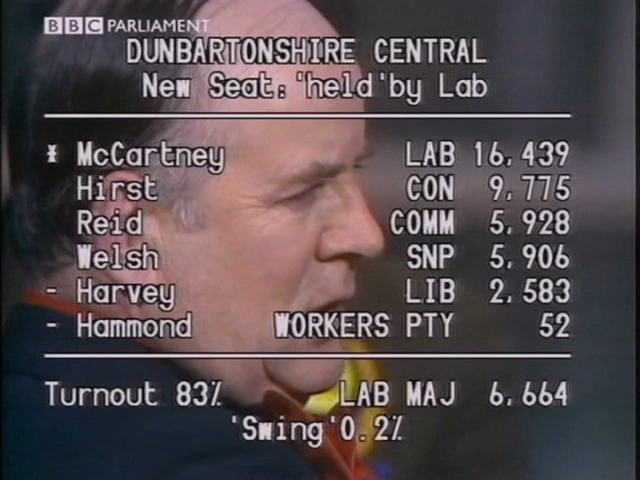 BBC PARLIAMENT
DUNBARTONSHIRE CENTRAL
New Seat:'held'by Lab
* McCartney LAB 16,439
Hirst CON 9,775
Reid COMM 5,928
Welsh SNP 5,906
- Harvey LIB 2,583
- Hammond WORKERS PTY 52
Turnout 83% LAB MAJ 6,664
'Swing'0.2%